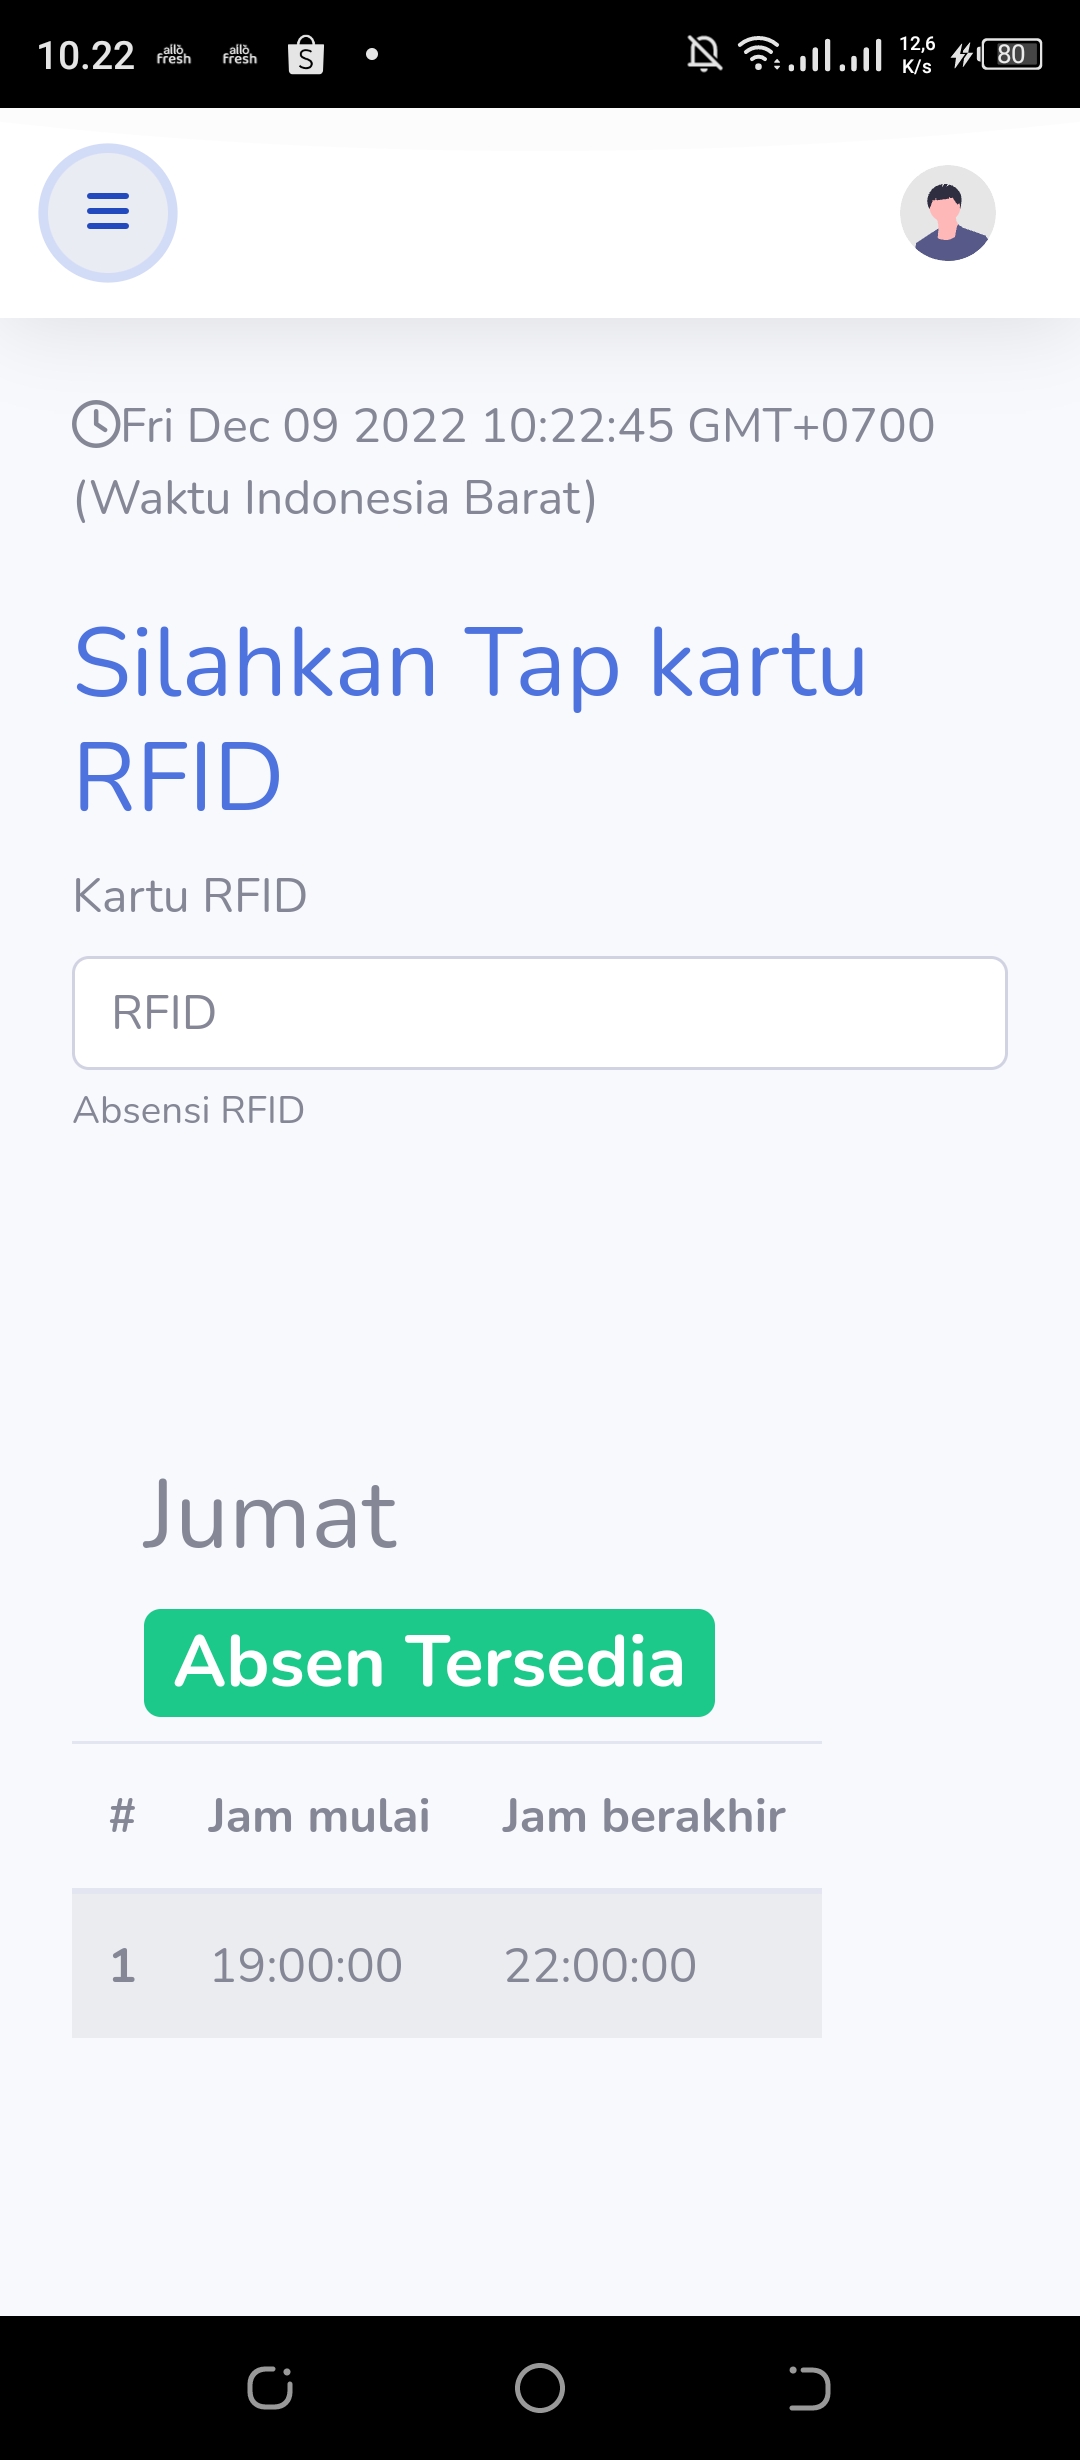 10.22 allo fresh allo fresh S 12,6 K/s 80
Fri Dec 09 2022 10:22:45 GMT+0700
(Waktu Indonesia Barat)
Silahkan Tap kartu
RFID
Kartu RFID
RFID
Absensi RFID
Jumat
Absen Tersedia
# Jam mulai Jam berakhir
1 19:00:00 22:00:00